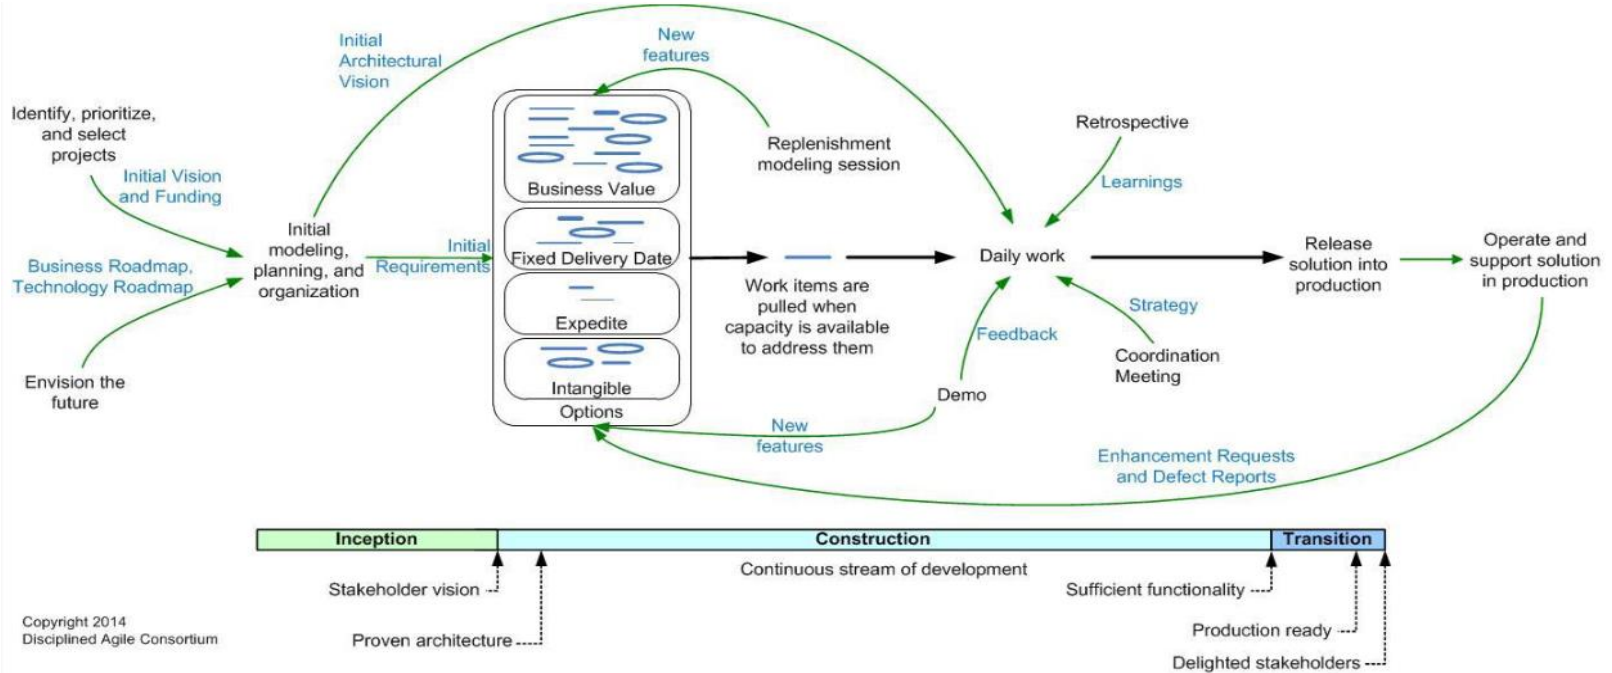 Initial
Architectural
Vision
New
features
Identify, prioritize,
and select
projects
Initial Vision
and Funding
Business Roadmap,
Technology Roadmap
Envision the
future
Initial
modeling,
planning, and
organization
Initial
Requirements
Business Value
Fixed Delivery Date
Expedite
Intangible
Options
Replenishment
modeling session
Work items are
pulled when
capacity is available
to address them
Retrospective
Learnings
Daily work
Feedback
Demo
Strategy
Coordination
Meeting
New
features
Release
solution into
production
Operate and
support solution
in production
Enhancement Requests
and Defect Reports
Inception
Construction
Transition
Continuous stream of development
Stakeholder vision
Proven architecture
Sufficient functionality
Production ready
Delighted stakeholders
Copyright 2014
Disciplined Agile Consortium